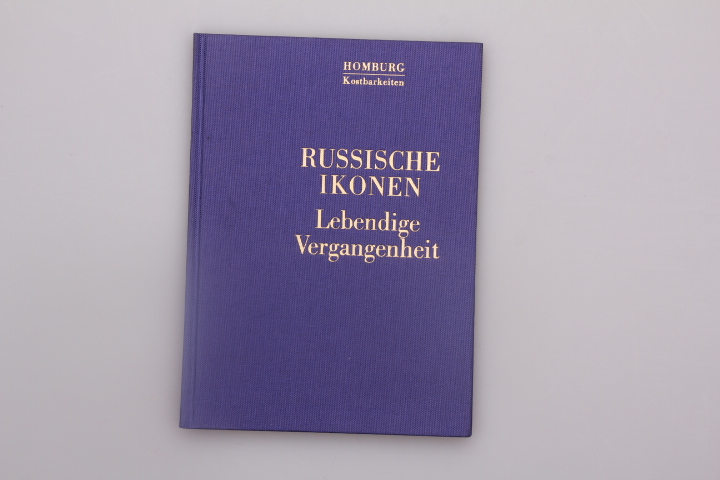 HOMBURG
Kostbarkeiten
RUSSISCHE
IKONEN
Lebendige
Vergangenheit